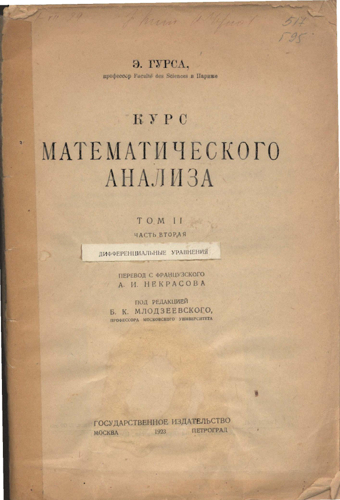 Э. ГУРСА,
профессор Faculté des Sciences в Париже
КУРС
МАТЕМАТИЧЕСКОГО
АНАЛИЗА
ТОМ II
ЧАСТЬ ВТОРАЯ
ДИФФЕРЕНЦИАЛЬНЫЕ УРАВНЕНИЯ
ПЕРЕВОД С ФРАНЦУЗСКОГО
А. И. НЕКРАСОВА
ПОД РЕДАКЦИЕЙ
Б. К. МЛОДЗЕЕВСКОГО,
ПРОФЕССОРА МОСКОВСКОГО УНИВЕРСИТЕТА
ГОСУДАРСТВЕННОЕ ИЗДАТЕЛЬСТВО
МОСКВА ПЕТРОГРАД